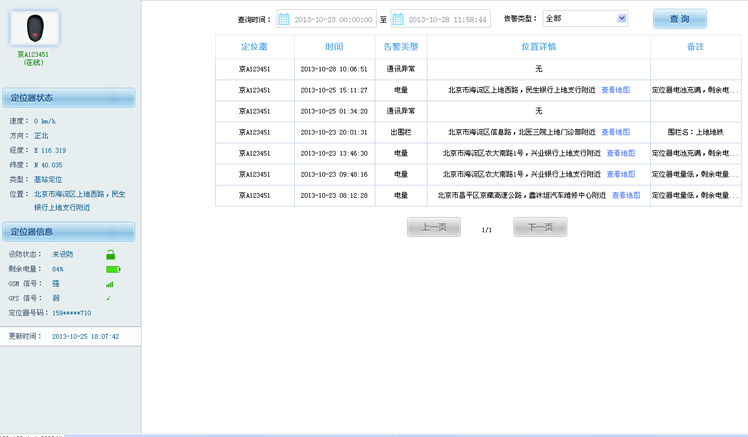 京A123451
(在线)
定位器状态
速度： 0 km/h
方向： 正北
经度： E 116.319
纬度： N 40.035
类型： 基站定位
位置： 北京市海淀区上地西路，民生
银行上地支行附近
定位器信息
设防状态： 未设防
剩余电量： 84%
GSM 信号： 强
GPS 信号： 弱
定位器号码： 159*****710
更新时间： 2013-10-25 18:07:42
查询时间： 2013-10-23 00:00:00 至 2013-10-28 11:58:44 告警类型： 全部 查 询
定位器 时间 告警类型 位置详情 备注
京A123451 2013-10-28 10:06:51 通讯异常 无
京A123451 2013-10-25 15:11:27 电量 北京市海淀区上地西路，民生银行上地支行附近 查看地图 定位器电池充满，剩余电...
京A123451 2013-10-25 01:34:20 通讯异常 无
京A123451 2013-10-23 20:01:31 出围栏 北京市海淀区信息路，北医三院上地门诊部附近 查看地图 围栏名：上地地铁
京A123451 2013-10-23 13:46:30 电量 北京市海淀区农大南路1号，兴业银行上地支行附近 查看地图 定位器电池充满，剩余电...
京A123451 2013-10-23 09:48:16 电量 北京市海淀区农大南路1号，兴业银行上地支行附近 查看地图 定位器电量低，剩余电量...
京A123451 2013-10-23 08:12:28 电量 北京市昌平区京藏高速公路，鑫沐垣汽车维修中心附近 查看地图 定位器电量低，剩余电量...
上一页 1/1 下一页